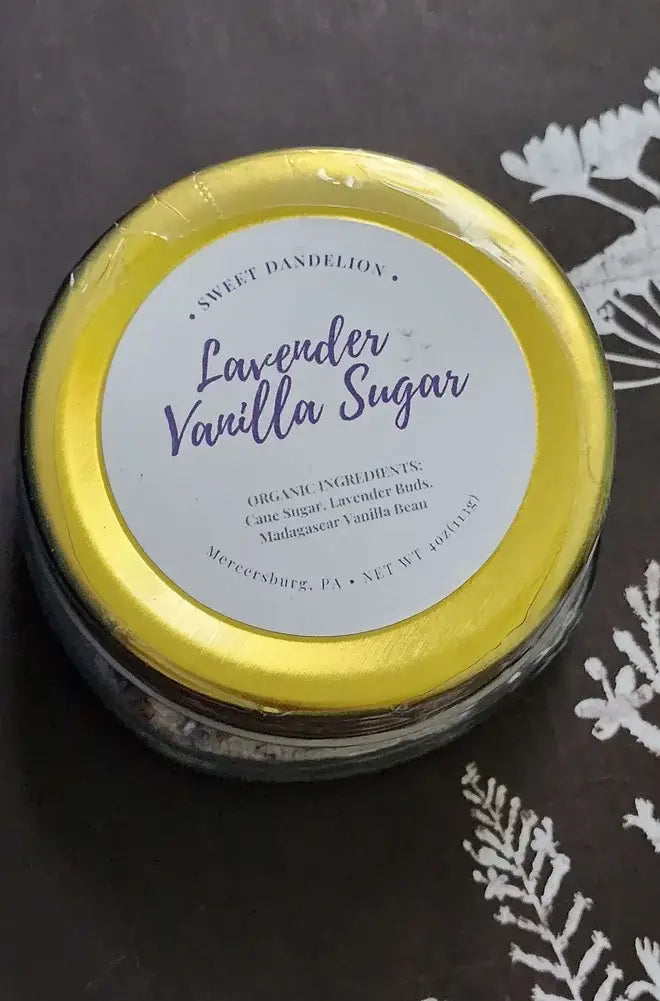 • SWEET DANDELION •
Lavender
Vanilla Sugar
ORGANIC INGREDIENTS:
Cane Sugar, Lavender Buds,
Madagascar Vanilla Bean
Mercersburg, PA • NET WT 4oz(113g)